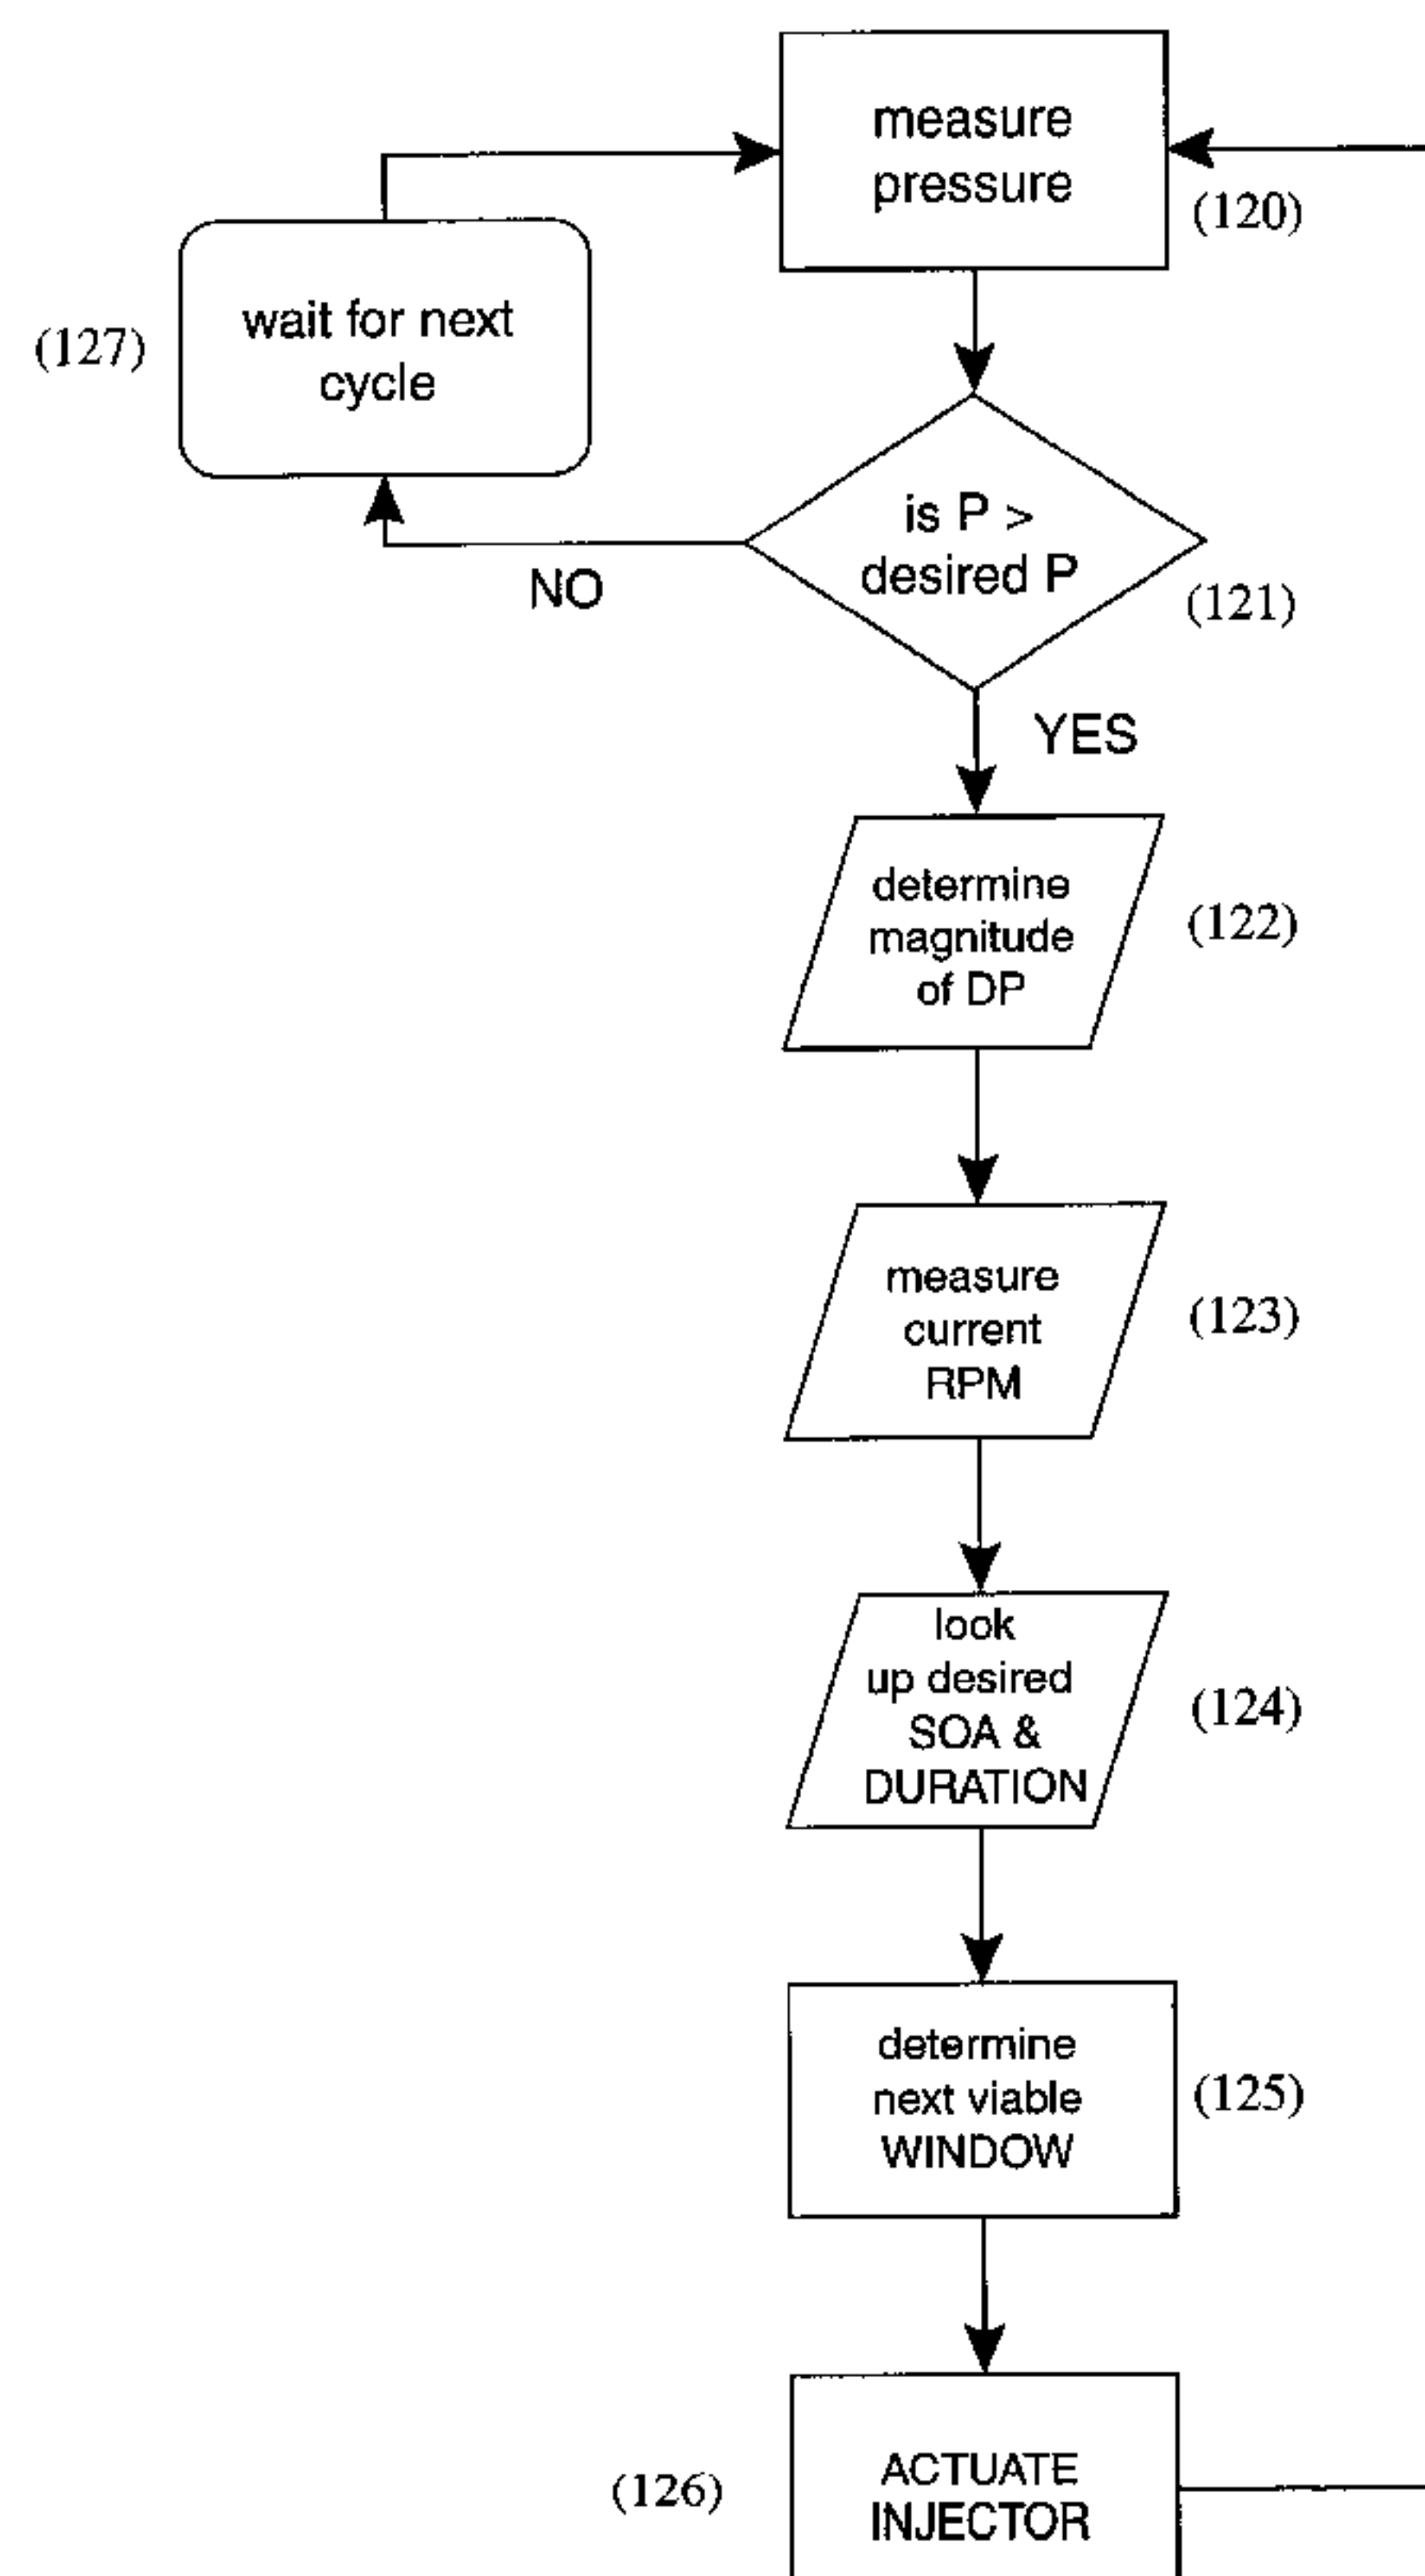 measure
pressure
(120)
wait for next
cycle
(127)
is P >
desired P
(121)
NO
YES
determine
magnitude
of DP
(122)
measure
current
RPM
(123)
look
up desired
SOA &
DURATION
(124)
determine
next viable
WINDOW
(125)
ACTUATE
INJECTOR
(126)